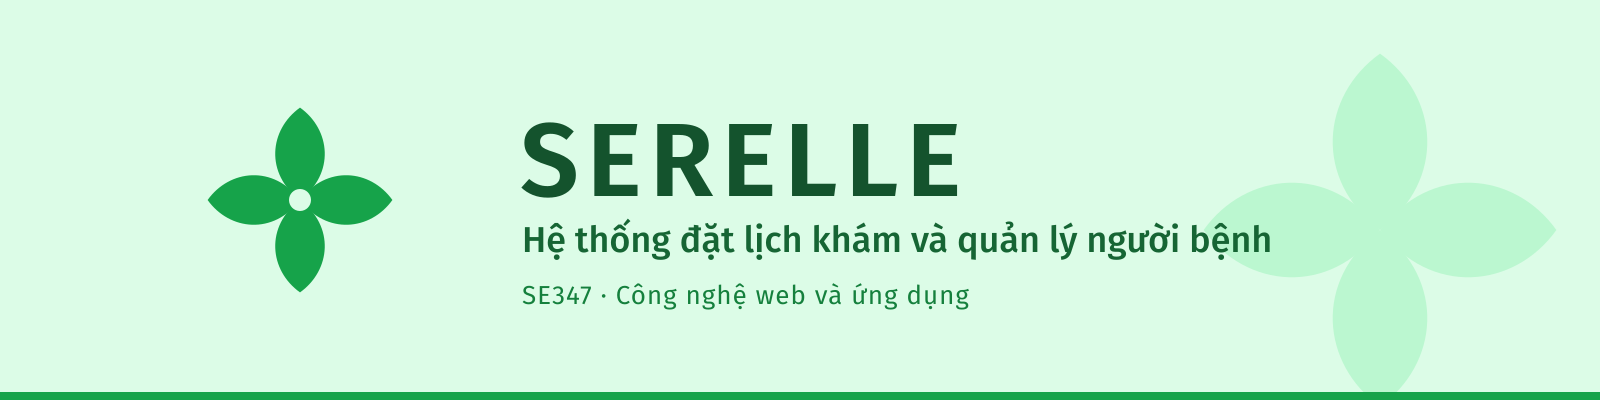 SERELLE
Hệ thống đặt lịch khám và quản lý người bệnh
SE347 · Công nghệ web và ứng dụng